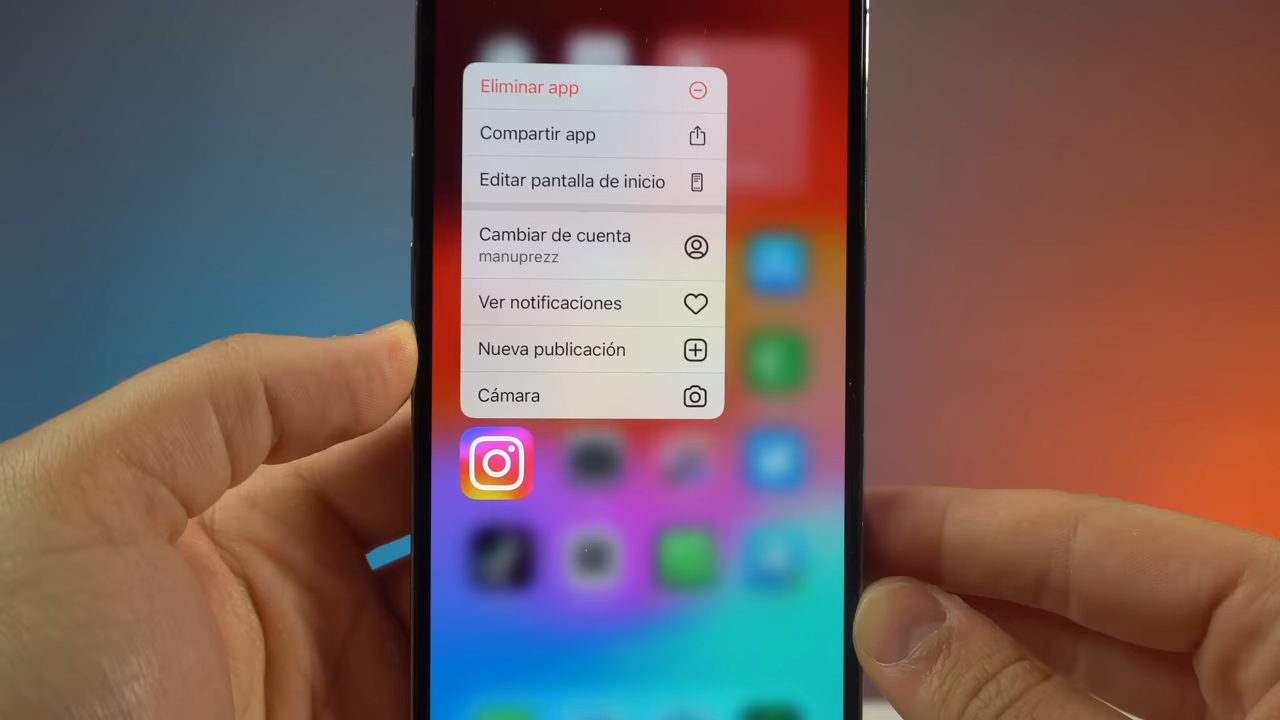 Eliminar app
Compartir app
Editar pantalla de inicio
Cambiar de cuenta
manuprezz
Ver notificaciones
Nueva publicación
Cámara